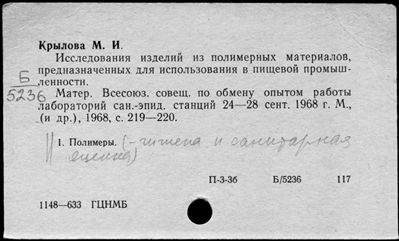 Крылова М. И.
Исследования изделий из полимерных материалов,
предназначенных для использования в пищевой промыш-
ленности.
Б
5236
Матер. Всесоюз. совещ. по обмену опытом работы
лабораторий сан.-эпид. станций 24—28 сент. 1968 г. М.,
(и др.), 1968, с. 219—220.
1. Полимеры. (-гигиена и санитарная
оценка)
П-3-3б Б/5236 117
1148—633 ГЦНМБ